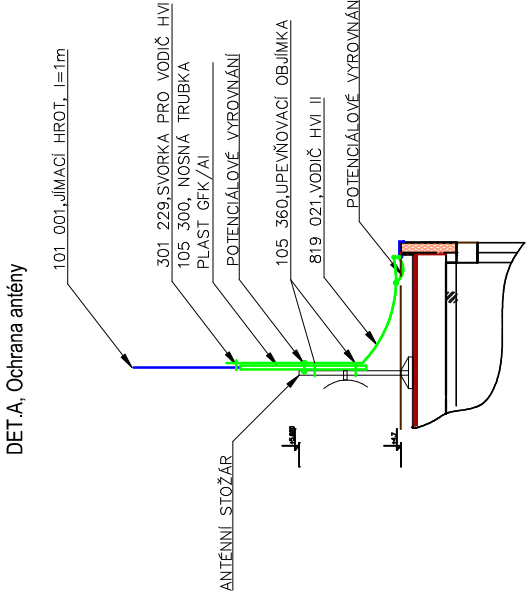 DET.A, Ochrana antény
101 001,JÍMACÍ HROT, l=1m
301 229,SVORKA PRO VODIČ HVI
105 300, NOSNÁ TRUBKA
PLAST GFK/Al
POTENCIÁLOVÉ VYROVNÁNÍ
105 360,UPEVŇOVACÍ OBJÍMKA
819 021,VODIČ HVI II
POTENCIÁLOVÉ VYROVNÁN
ANTÉNNÍ STOŽÁR